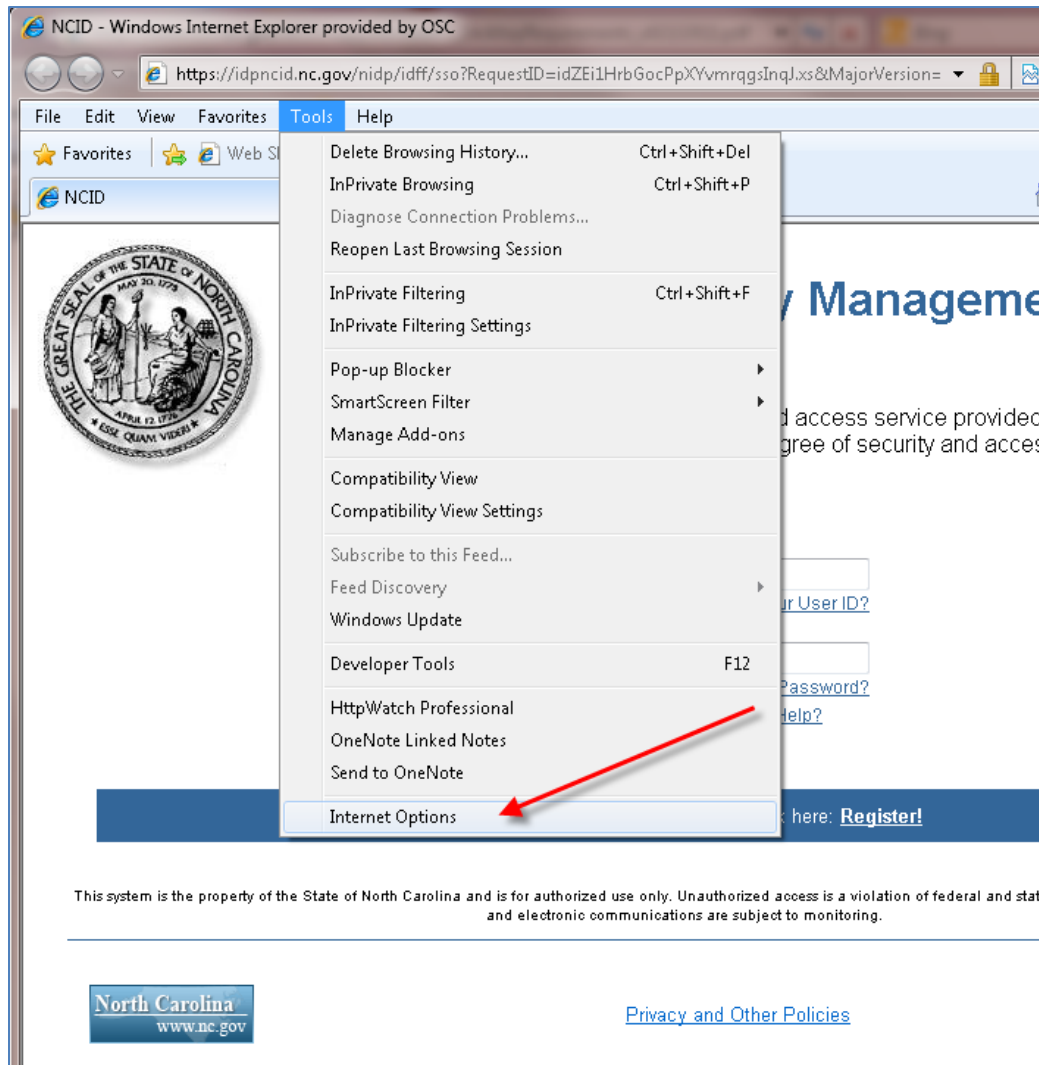 NCID - Windows Internet Explorer provided by OSC
https://idpncid.nc.gov/nidp/idff/sso?RequestID=idZEi1HrbGocPpXYvmrqgsInqJ.xs&MajorVersion=
File Edit View Favorites Tools Help
Favorites Web
NCID
Delete Browsing History... Ctrl+Shift+Del
InPrivate Browsing Ctrl+Shift+P
Diagnose Connection Problems...
Reopen Last Browsing Session
InPrivate Filtering Ctrl+Shift+F
InPrivate Filtering Settings
Pop-up Blocker
SmartScreen Filter
Manage Add-ons
Compatibility View
Compatibility View Settings
Subscribe to this Feed...
Feed Discovery
Windows Update
Developer Tools F12
HttpWatch Professional
OneNote Linked Notes
Send to OneNote
Internet Options
THE GREAT SEAL OF THE STATE OF NORTH CAROLINA
MAY 20, 1775
APRIL 12, 1776
ESSE QUAM VIDERI
y Manageme
d access service provided
gree of security and acces
ur User ID?
Password?
Help?
here: Register!
This system is the property of the State of North Carolina and is for authorized use only. Unauthorized access is a violation of federal and stat
and electronic communications are subject to monitoring.
North Carolina
www.nc.gov
Privacy and Other Policies